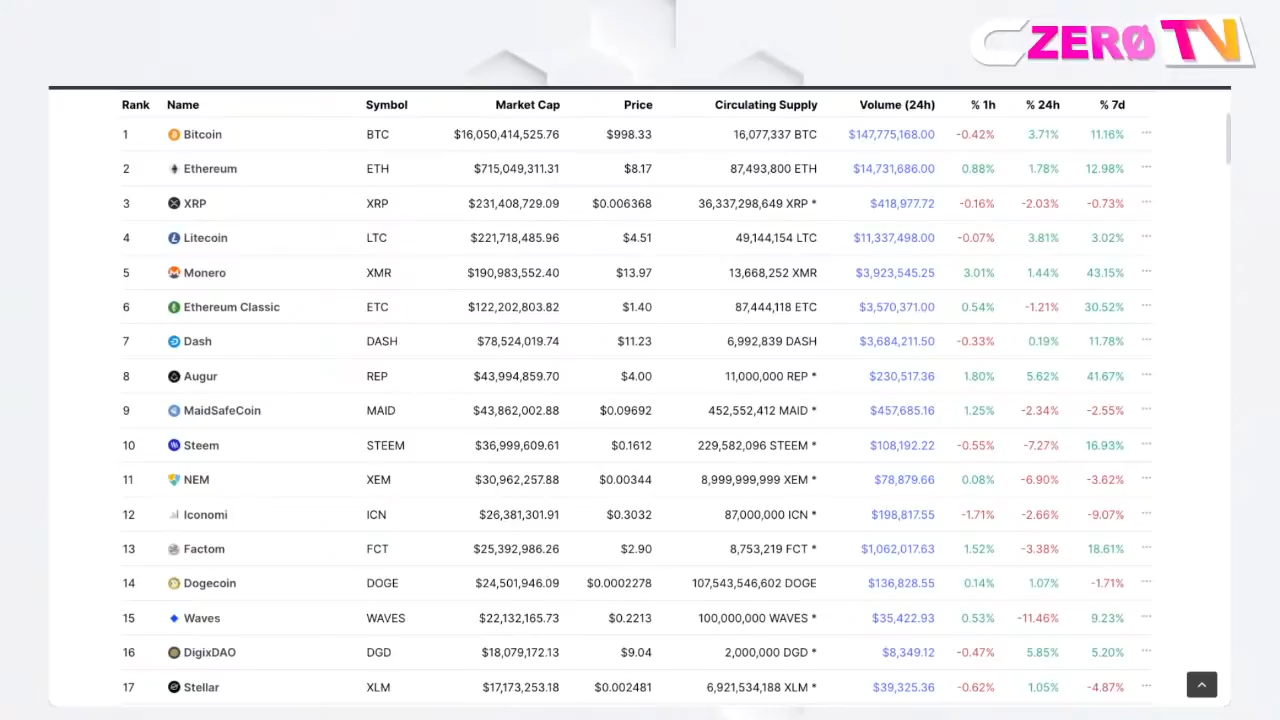 CZERØ TV
Rank Name Symbol Market Cap Price Circulating Supply Volume (24h) % 1h % 24h % 7d
1 Bitcoin BTC $16,050,414,525.76 $998.33 16,077,337 BTC $147,775,168.00 -0.42% 3.71% 11.16% ...
2 Ethereum ETH $715,049,311.31 $8.17 87,493,800 ETH $14,731,686.00 0.88% 1.78% 12.98% ...
3 XRP XRP $231,408,729.09 $0.006368 36,337,298,649 XRP * $418,977.72 -0.16% -2.03% -0.73% ...
4 Litecoin LTC $221,718,485.96 $4.51 49,144,154 LTC $11,337,498.00 -0.07% 3.81% 3.02% ...
5 Monero XMR $190,983,552.40 $13.97 13,668,252 XMR $3,923,545.25 3.01% 1.44% 43.15% ...
6 Ethereum Classic ETC $122,202,803.82 $1.40 87,444,118 ETC $3,570,371.00 0.54% -1.21% 30.52% ...
7 Dash DASH $78,524,019.74 $11.23 6,992,839 DASH $3,684,211.50 -0.33% 0.19% 11.78% ...
8 Augur REP $43,994,859.70 $4.00 11,000,000 REP * $230,517.36 1.80% 5.62% 41.67% ...
9 MaidSafeCoin MAID $43,862,002.88 $0.09692 452,552,412 MAID * $457,685.16 1.25% -2.34% -2.55% ...
10 Steem STEEM $36,999,609.61 $0.1612 229,582,096 STEEM * $108,192.22 -0.55% -7.27% 16.93% ...
11 NEM XEM $30,962,257.88 $0.00344 8,999,999,999 XEM * $78,879.66 0.08% -6.90% -3.62% ...
12 Iconomi ICN $26,381,301.91 $0.3032 87,000,000 ICN * $198,817.55 -1.71% -2.66% -9.07% ...
13 Factom FCT $25,392,986.26 $2.90 8,753,219 FCT * $1,062,017.63 1.52% -3.38% 18.61% ...
14 Dogecoin DOGE $24,501,946.09 $0.0002278 107,543,546,602 DOGE $136,828.55 0.14% 1.07% -1.71% ...
15 Waves WAVES $22,132,165.73 $0.2213 100,000,000 WAVES * $35,422.93 0.53% -11.46% 9.23% ...
16 DigixDAO DGD $18,079,172.13 $9.04 2,000,000 DGD * $8,349.12 -0.47% 5.85% 5.20% ...
17 Stellar XLM $17,173,253.18 $0.002481 6,921,534,188 XLM * $39,325.36 -0.62% 1.05% -4.87% ...